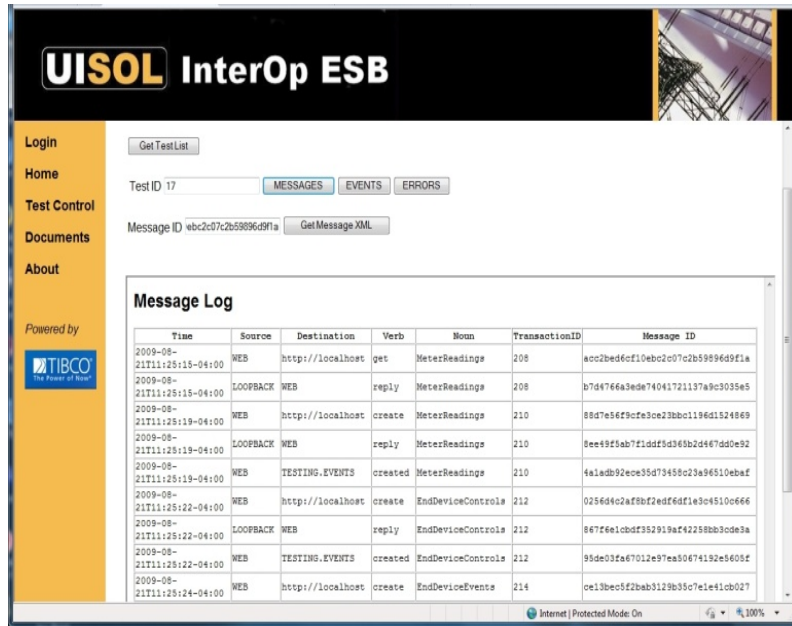 UISOL InterOp ESB
Login
Home
Test Control
Documents
About
Powered by
TIBCO
The Power of Now®
Get Test List
Test ID 17 MESSAGES EVENTS ERRORS
Message ID ebc2c07c2b59896d9f1a Get Message XML
Message Log
Time Source Destination Verb Noun TransactionID Message ID
2009-08-
21T11:25:15-04:00 WEB http://localhost get MeterReadings 208 acc2bed6cf10ebc2c07c2b59896d9f1a
2009-08-
21T11:25:15-04:00 LOOPBACK WEB reply MeterReadings 208 b7d4766a3ede74041721137a9c3035e5
2009-08-
21T11:25:19-04:00 WEB http://localhost create MeterReadings 210 88d7e56f9cfe3ce23bbc1196d1524869
2009-08-
21T11:25:19-04:00 LOOPBACK WEB reply MeterReadings 210 8ee49f5ab7f1ddf5d365b2d467dd0e92
2009-08-
21T11:25:19-04:00 WEB TESTING.EVENTS created MeterReadings 210 4a1adb92ece35d73458c23a96510ebaf
2009-08-
21T11:25:22-04:00 WEB http://localhost create EndDeviceControls 212 0256d4c2af8bf2edf6df1e3c4510c666
2009-08-
21T11:25:22-04:00 LOOPBACK WEB reply EndDeviceControls 212 867f6e1cbdf352919af42258bb3cde3a
2009-08-
21T11:25:22-04:00 WEB TESTING.EVENTS created EndDeviceControls 212 95de03fa67012e97ea50674192e5605f
2009-08-
21T11:25:24-04:00 WEB http://localhost create EndDeviceEvents 214 ce13bec5f2bab3129b35c7e1e41cb027
Internet | Protected Mode: On 100%